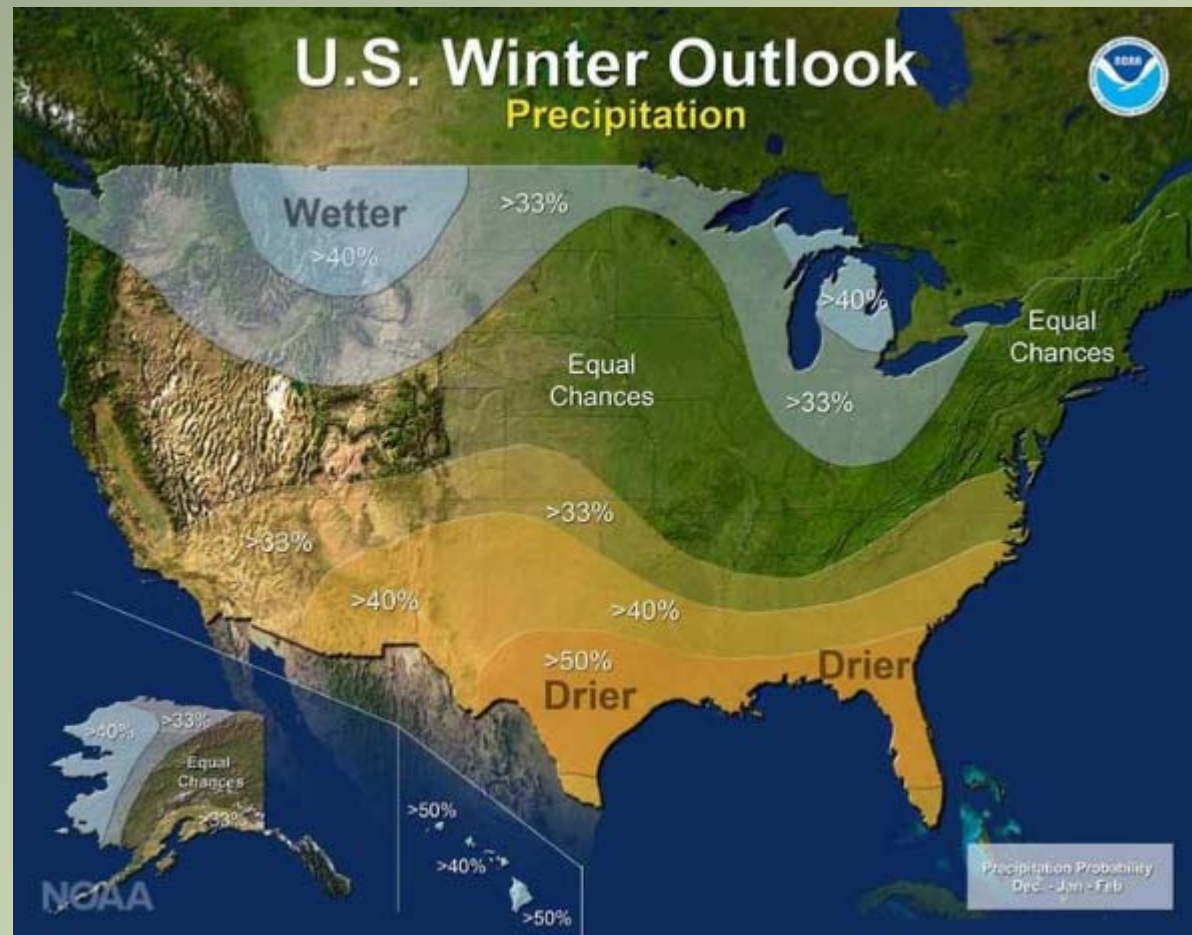 U.S. Winter Outlook
Precipitation
NOAA
Wetter
>40%
>33%
>40%
Equal
Chances
Equal
Chances
>33%
>33%
>33%
>40%
>40%
>50%
Drier
Drier
>40%
>33%
Equal
Chances
>33%
>50%
>40%
>50%
NOAA
Precipitation Probability
Dec. - Jan - Feb